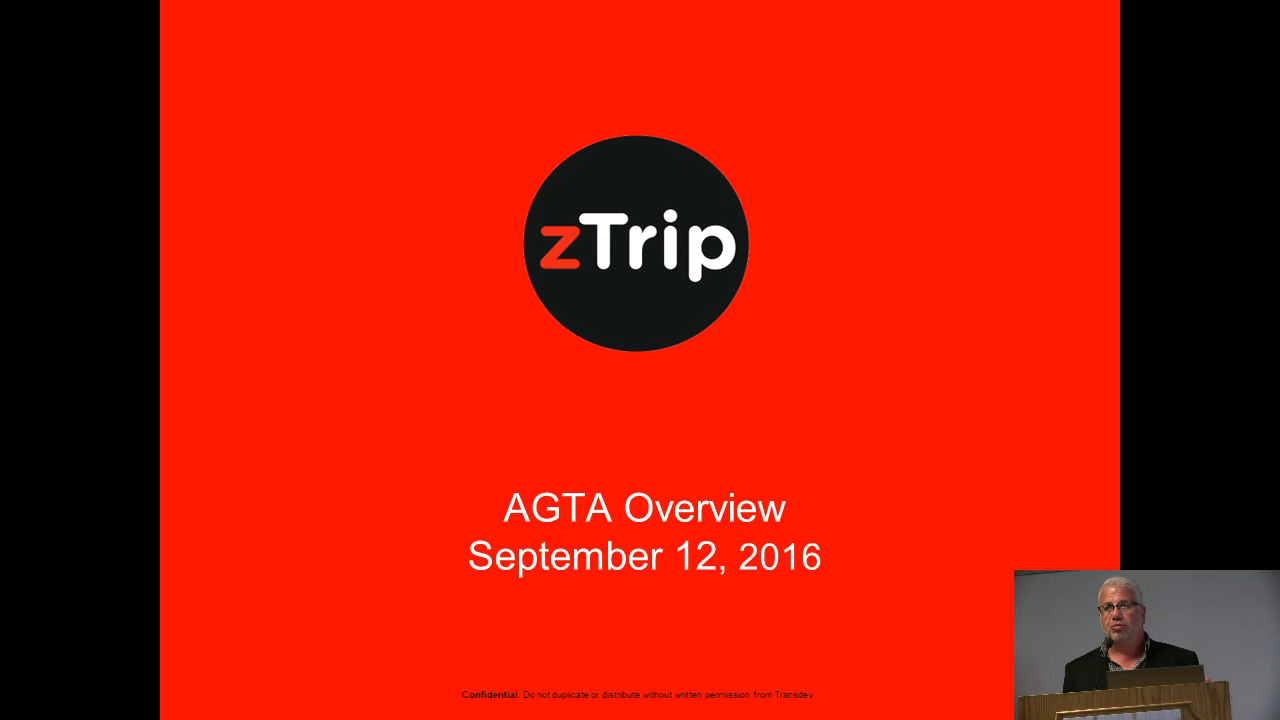 zTrip
AGTA Overview
September 12, 2016
Confidential. Do not duplicate or distribute without written permission from Transdev.